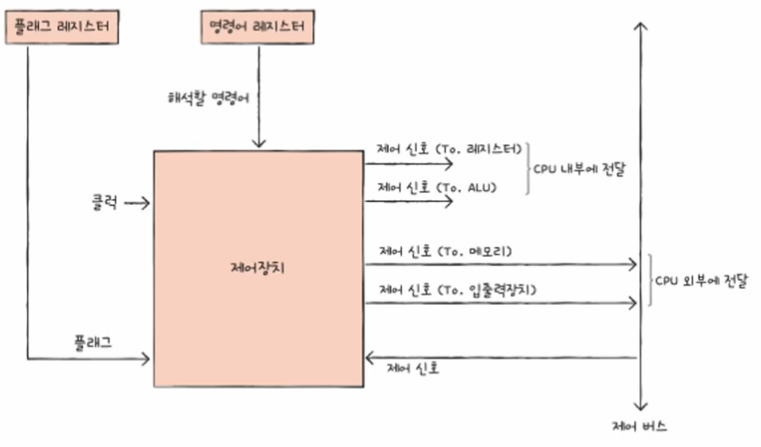 플래그 레지스터
명령어 레지스터
해석할 명령어
제어 신호 (To. 레지스터)
CPU 내부에 전달
제어 신호 (To. ALU)
클럭
제어장치
제어 신호 (To. 메모리)
CPU 외부에 전달
제어 신호 (To. 입출력장치)
플래그
제어 신호
제어 버스